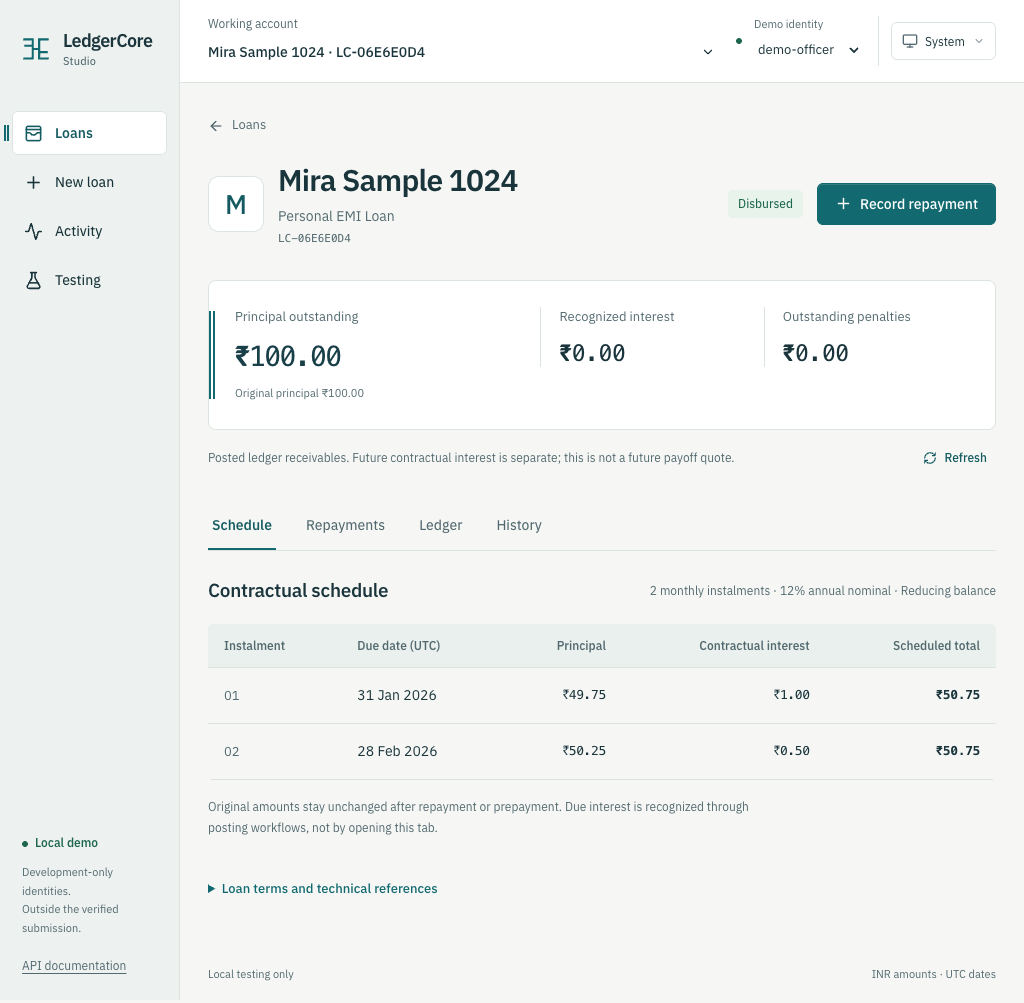 LedgerCore
Studio
Loans
New loan
Activity
Testing
Local demo
Development-only
identities.
Outside the verified
submission.
API documentation
Working account
Mira Sample 1024 · LC-06E6E0D4
Demo identity
demo-officer
System
Loans
M
Mira Sample 1024
Personal EMI Loan
LC-06E6E0D4
Disbursed
Record repayment
Principal outstanding
₹100.00
Original principal ₹100.00
Recognized interest
₹0.00
Outstanding penalties
₹0.00
Posted ledger receivables. Future contractual interest is separate; this is not a future payoff quote.
Refresh
Schedule Repayments Ledger History
Contractual schedule
2 monthly instalments · 12% annual nominal · Reducing balance
Instalment Due date (UTC) Principal Contractual interest Scheduled total
01 31 Jan 2026 ₹49.75 ₹1.00 ₹50.75
02 28 Feb 2026 ₹50.25 ₹0.50 ₹50.75
Original amounts stay unchanged after repayment or prepayment. Due interest is recognized through
posting workflows, not by opening this tab.
Loan terms and technical references
Local testing only
INR amounts · UTC dates